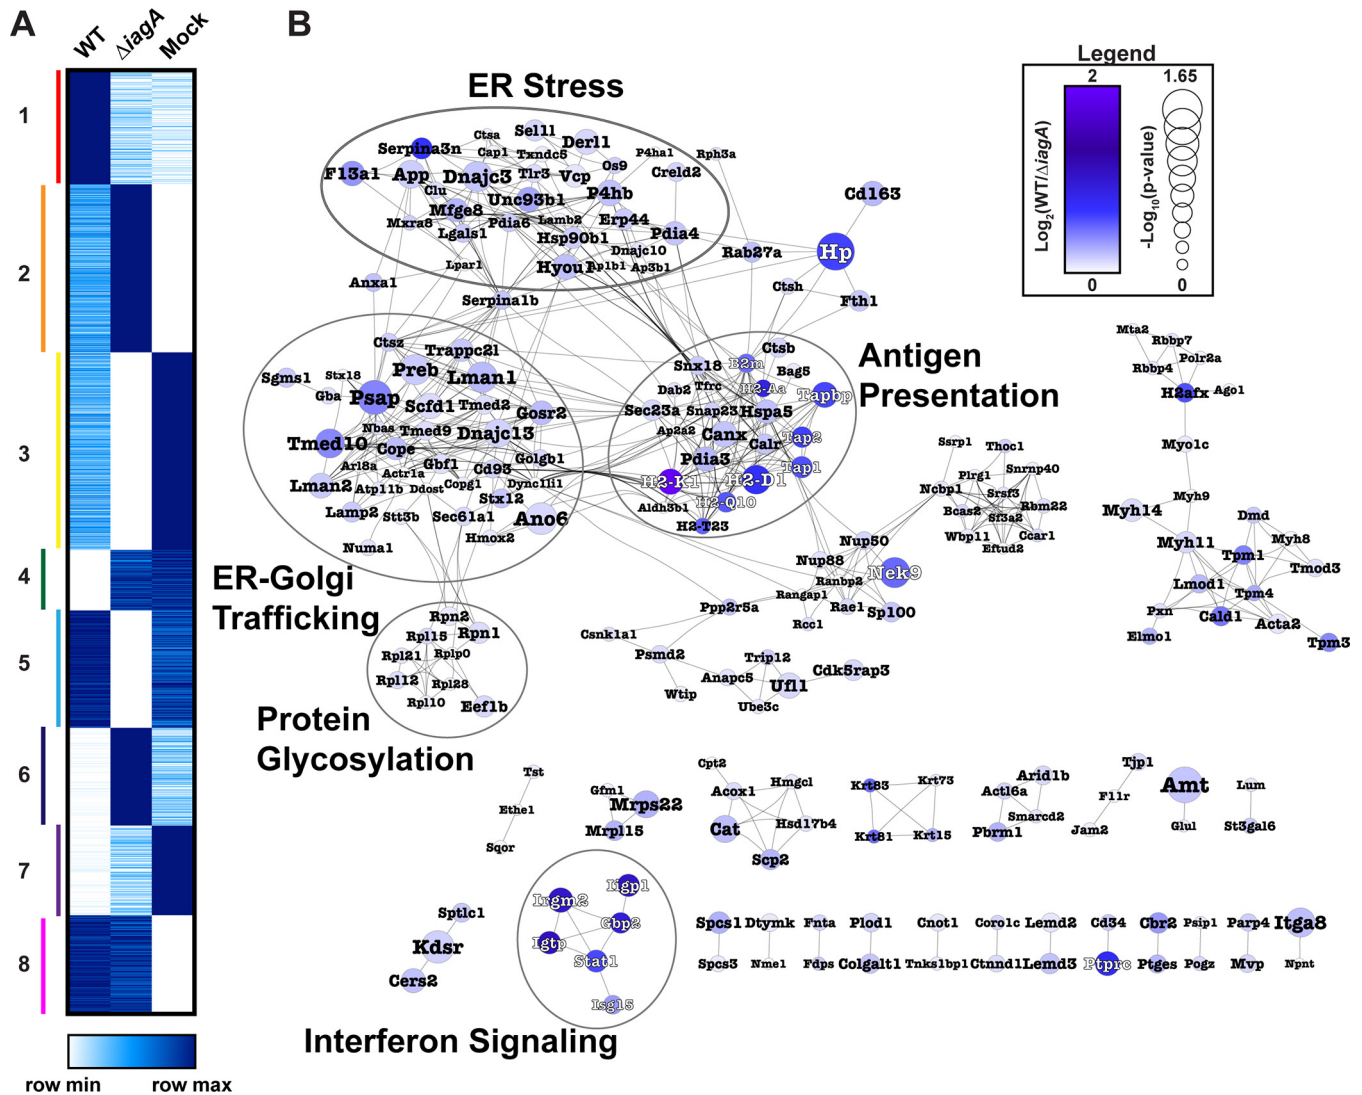 A
WT
ΔiagA
Mock
1
2
3
4
5
6
7
8
row min
row max
B
Legend
2
1.65
Log2(WT/ΔiagA)
-Log10(p-value)
0
0
ER Stress
Ctsa
Sel1l
Derl1
Serpina3n
Cap1
Txndc5
P4ha1
Rph3a
F13a1
App
Dnajc3
Tlr3
Vcp
Os9
Creld2
Clu
Unc93b1
P4hb
Cd163
Mfge8
Mxra8
Lgals1
Pdia6
Lamb2
Erp44
Hsp90b1
Pdia4
Dnajc10
Rab27a
Hp
Lpar1
Hyou1
Ap1b1
Ap3b1
Anxa1
Serpina1b
Ctsh
Fth1
Antigen
Presentation
Ctsz
Trappc2l
Sgms1
Stx18
Preb
Lman1
Gba
Psap
Scfd1
Tmed2
Gosr2
Nbas
Tmed9
Dnajc13
Tmed10
Cope
Arl8a
Gbf1
Cd93
Golgb1
Actr1a
Lman2
Atp11b
Ddost
Copg1
Dync1li1
Stx12
Lamp2
Stt3b
Sec61a1
Ano6
Hmox2
Numa1
Snx18
B2m
Ctsb
Bag5
Dab2
Tfrc
H2-Aa
Tapbp
Sec23a
Snap23
Hspa5
Ap2a2
Canx
Calr
Tap2
Pdia3
Tap1
H2-K1
H2-D1
H2-Q10
Aldh3b1
H2-T23
ER-Golgi
Trafficking
Rpn2
Rpl15
Rpn1
Rpl21
Rplp0
Rpl12
Rpl28
Rpl10
Eef1b
Protein
Glycosylation
Nup50
Nup88
Nek9
Ranbp2
Rangap1
Rae1
Sp100
Rcc1
Ppp2r5a
Csnk1a1
Psmd2
Wtip
Trip12
Anapc5
Ufl1
Cdk5rap3
Ube3c
Ssrp1
Thoc1
Plrg1
Snrnp40
Ncbp1
Srsf3
Bcas2
Sf3a2
Rbm22
Wbp11
Ccar1
Eftud2
Mta2
Rbbp7
Polr2a
Rbbp4
H2afx
Ago1
Myo1c
Myh9
Myh14
Dmd
Myh11
Tpm1
Myh8
Tmod3
Lmod1
Tpm4
Pxn
Cald1
Acta2
Elmo1
Tpm3
Tst
Ethe1
Sqor
Gfm1
Mrps22
Mrpl15
Cpt2
Acox1
Hmgcl
Cat
Hsd17b4
Scp2
Krt83
Krt73
Krt81
Krt15
Arid1b
Actl6a
Smarcd2
Pbrm1
Tjp1
F11r
Jam2
Amt
Glul
Lum
St3gal6
Sptlc1
Kdsr
Cers2
Iigp1
Irgm2
Gbp2
Igtp
Stat1
Isg15
Interferon Signaling
Spcs1
Dtymk
Fnta
Plod1
Cnot1
Coro1c
Lemd2
Cd34
Cbr2
Psip1
Parp4
Itga8
Spcs3
Nme1
Fdps
Colgalt1
Tnks1bp1
Ctnnd1
Lemd3
Ptprc
Ptges
Pogz
Mvp
Npnt